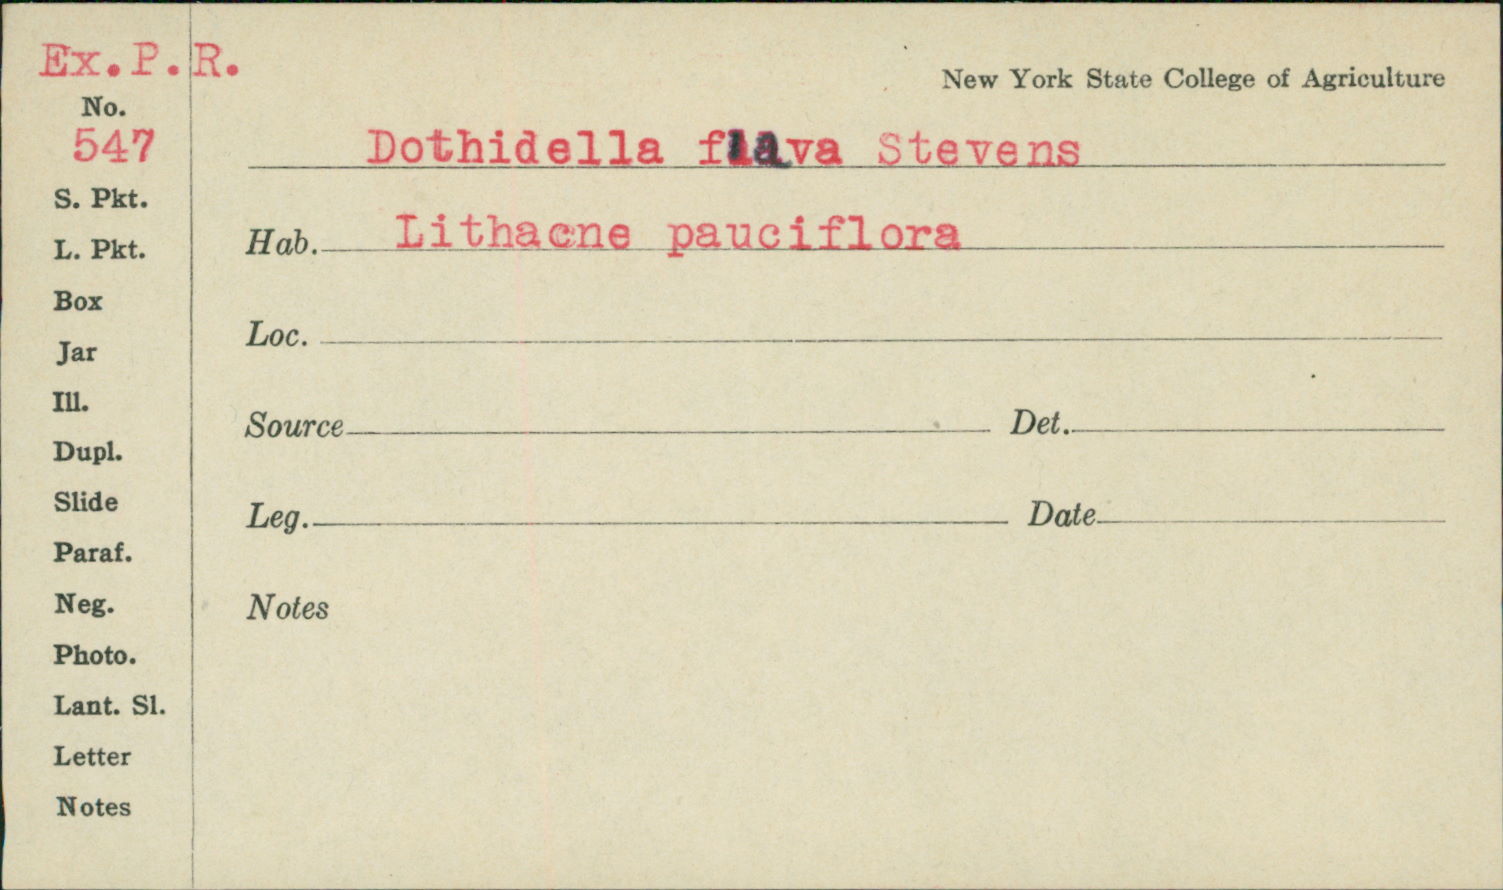 Ex.P.R.
New York State College of Agriculture
No.
547
Dothidella flava Stevens
S. Pkt.
Hab. Lithacne pauciflora
L. Pkt.
Box
Loc.
Jar
Ill.
Source Det.
Dupl.
Slide
Leg. Date
Paraf.
Neg.
Notes
Photo.
Lant. Sl.
Letter
Notes